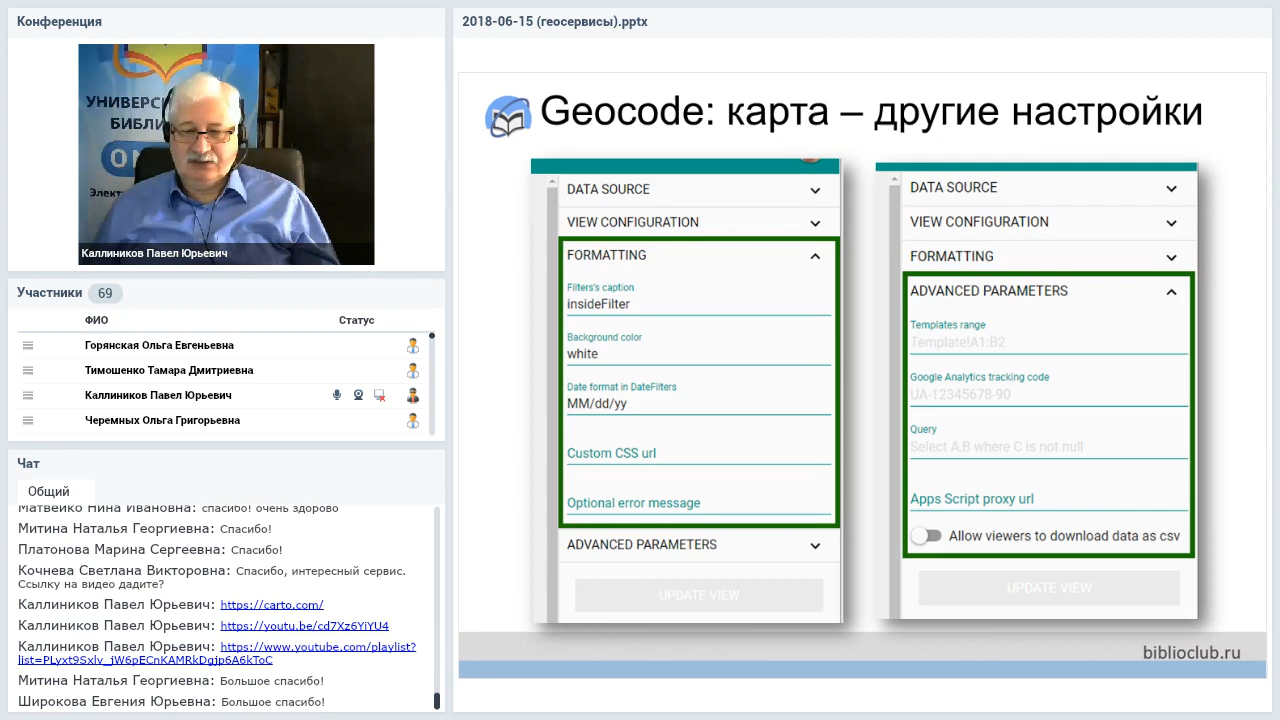 Конференция
УНИВЕРС
БИБЛИ
Элект
Каллиников Павел Юрьевич
Участники 69
ФИО Статус
Горянская Ольга Евгеньевна
Тимошенко Тамара Дмитриевна
Каллиников Павел Юрьевич
Черемных Ольга Григорьевна
Чат
Общий
Матвейко Нина Ивановна: спасибо! очень здорово
Митина Наталья Георгиевна: Спасибо!
Платонова Марина Сергеевна: Спасибо!
Кочнева Светлана Викторовна: Спасибо, интересный сервис.
Ссылку на видео дадите?
Каллиников Павел Юрьевич: https://carto.com/
Каллиников Павел Юрьевич: https://youtu.be/cd7Xz6YiYU4
Каллиников Павел Юрьевич: https://www.youtube.com/playlist?
list=PLyxt9Sxlv_jW6pECnKAMRkDgjp6A6kToC
Митина Наталья Георгиевна: Большое спасибо!
Широкова Евгения Юрьевна: Большое спасибо!
2018-06-15 (геосервисы).pptx
Geocode: карта – другие настройки
DATA SOURCE
VIEW CONFIGURATION
FORMATTING
Filters's caption
insideFilter
Background color
white
Date format in DateFilters
MM/dd/yy
Custom CSS url
Optional error message
ADVANCED PARAMETERS
UPDATE VIEW
DATA SOURCE
VIEW CONFIGURATION
FORMATTING
ADVANCED PARAMETERS
Templates range
Template!A1:B2
Google Analytics tracking code
UA-12345678-90
Query
Select A,B where C is not null
Apps Script proxy url
Allow viewers to download data as csv
UPDATE VIEW
biblioclub.ru